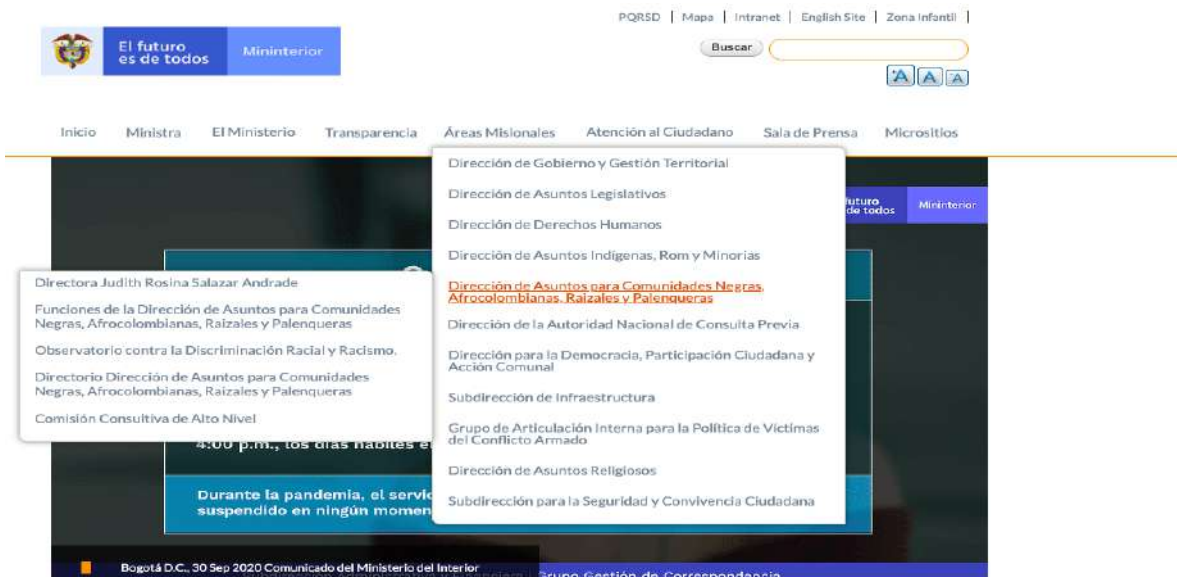 PQRSD | Mapa | Intranet | English Site | Zona Infantil |
El futuro
es de todos
Mininterior
Buscar
+A A -A
Inicio Ministra El Ministerio Transparencia Áreas Misionales Atención al Ciudadano Sala de Prensa Micrositios
Dirección de Gobierno y Gestión Territorial
Dirección de Asuntos Legislativos
Dirección de Derechos Humanos
Dirección de Asuntos Indígenas, Rom y Minorías
Dirección de Asuntos para Comunidades Negras,
Afrocolombianas, Raizales y Palenqueras
Dirección de la Autoridad Nacional de Consulta Previa
Dirección para la Democracia, Participación Ciudadana y
Acción Comunal
Subdirección de Infraestructura
Grupo de Articulación Interna para la Política de Víctimas
del Conflicto Armado
Dirección de Asuntos Religiosos
Subdirección para la Seguridad y Convivencia Ciudadana
futuro
de todos
Mininterior
Directora Judith Rosina Salazar Andrade
Funciones de la Dirección de Asuntos para Comunidades
Negras, Afrocolombianas, Raizales y Palenqueras
Observatorio contra la Discriminación Racial y Racismo.
Directorio Dirección de Asuntos para Comunidades
Negras, Afrocolombianas, Raizales y Palenqueras
Comisión Consultiva de Alto Nivel
4:00 p.m., los días hábiles
Durante la pandemia, el servic
suspendido en ningún momen
Bogotá D.C., 30 Sep 2020 Comunicado del Ministerio del Interior
Grupo Gestión de Correspondencia